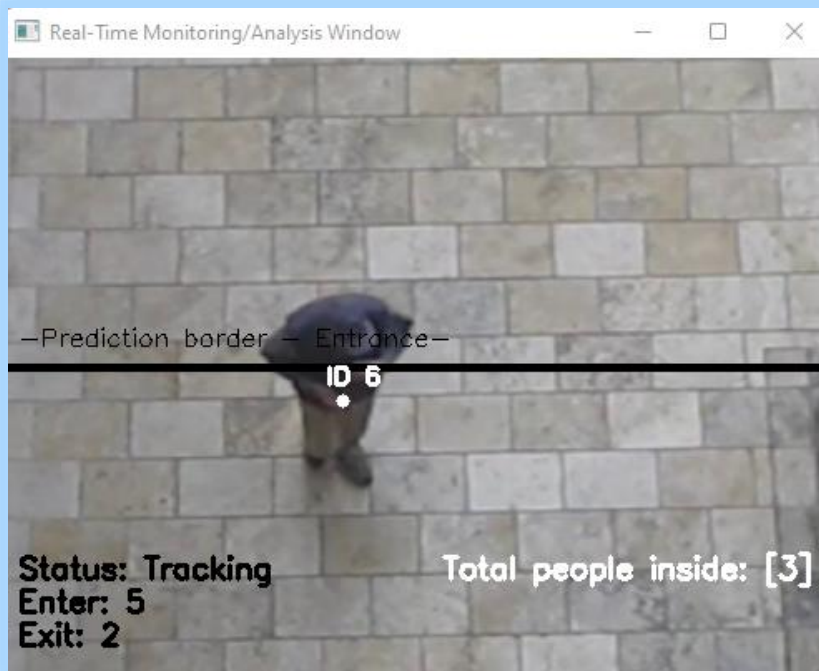 Real-Time Monitoring/Analysis Window
-Prediction border - Entrance-
ID 6
Status: Tracking
Total people inside: [3]
Enter: 5
Exit: 2